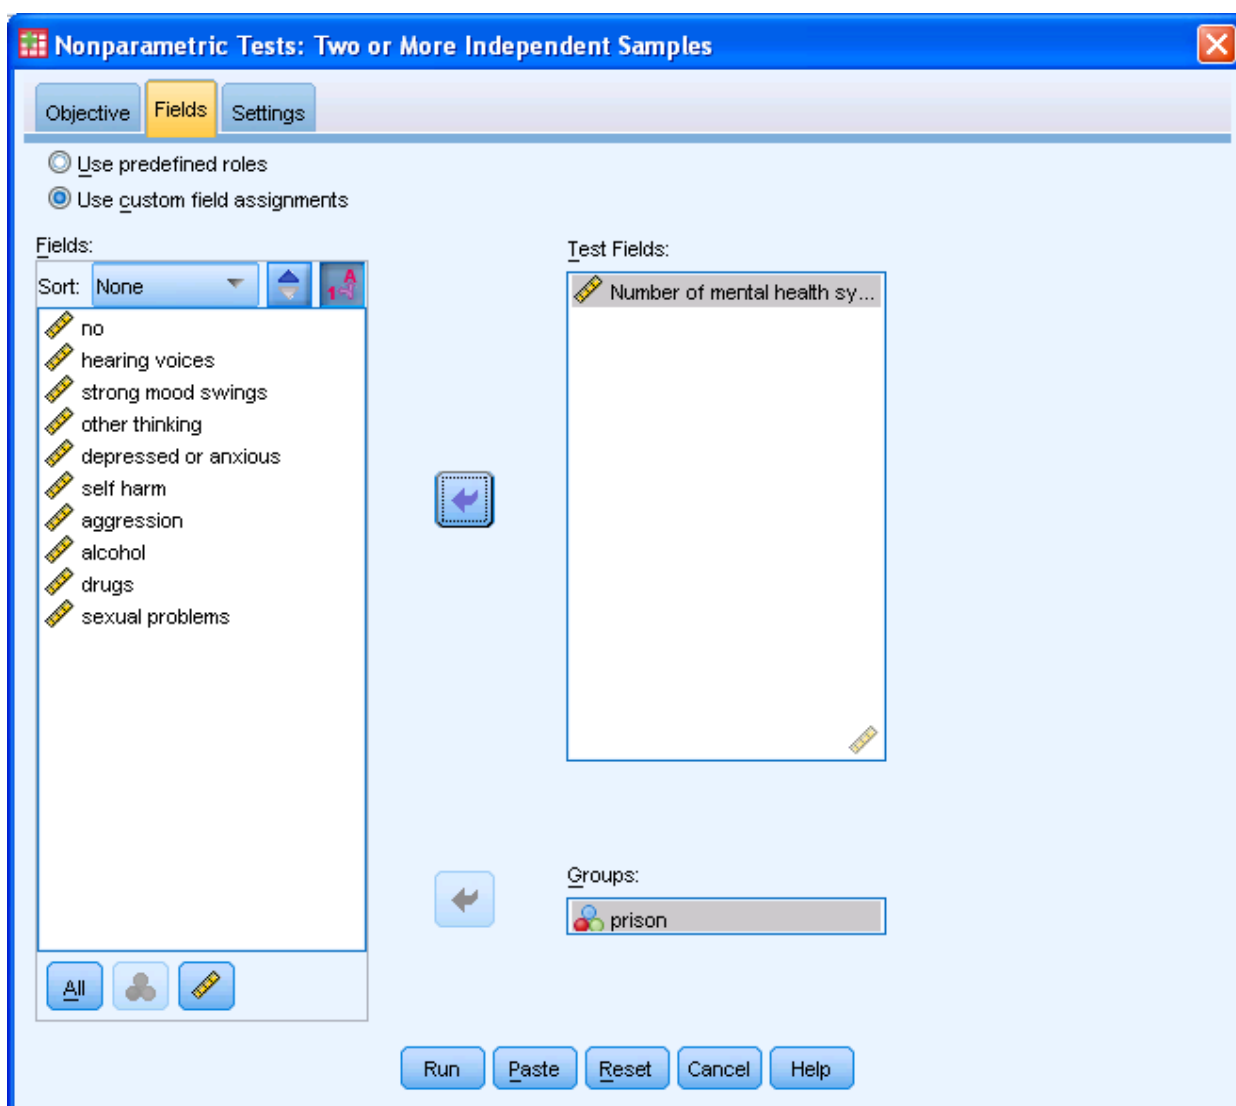 Nonparametric Tests: Two or More Independent Samples
Objective Fields Settings
Use predefined roles
Use custom field assignments
Fields:
Sort: None
no
hearing voices
strong mood swings
other thinking
depressed or anxious
self harm
aggression
alcohol
drugs
sexual problems
All
Test Fields:
Number of mental health sy...
Groups:
prison
Run Paste Reset Cancel Help